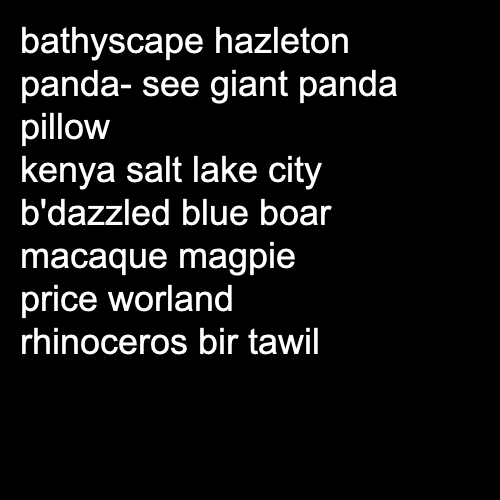 bathyscape hazleton
panda- see giant panda
pillow
kenya salt lake city
b'dazzled blue boar
macaque magpie
price worland
rhinoceros bir tawil